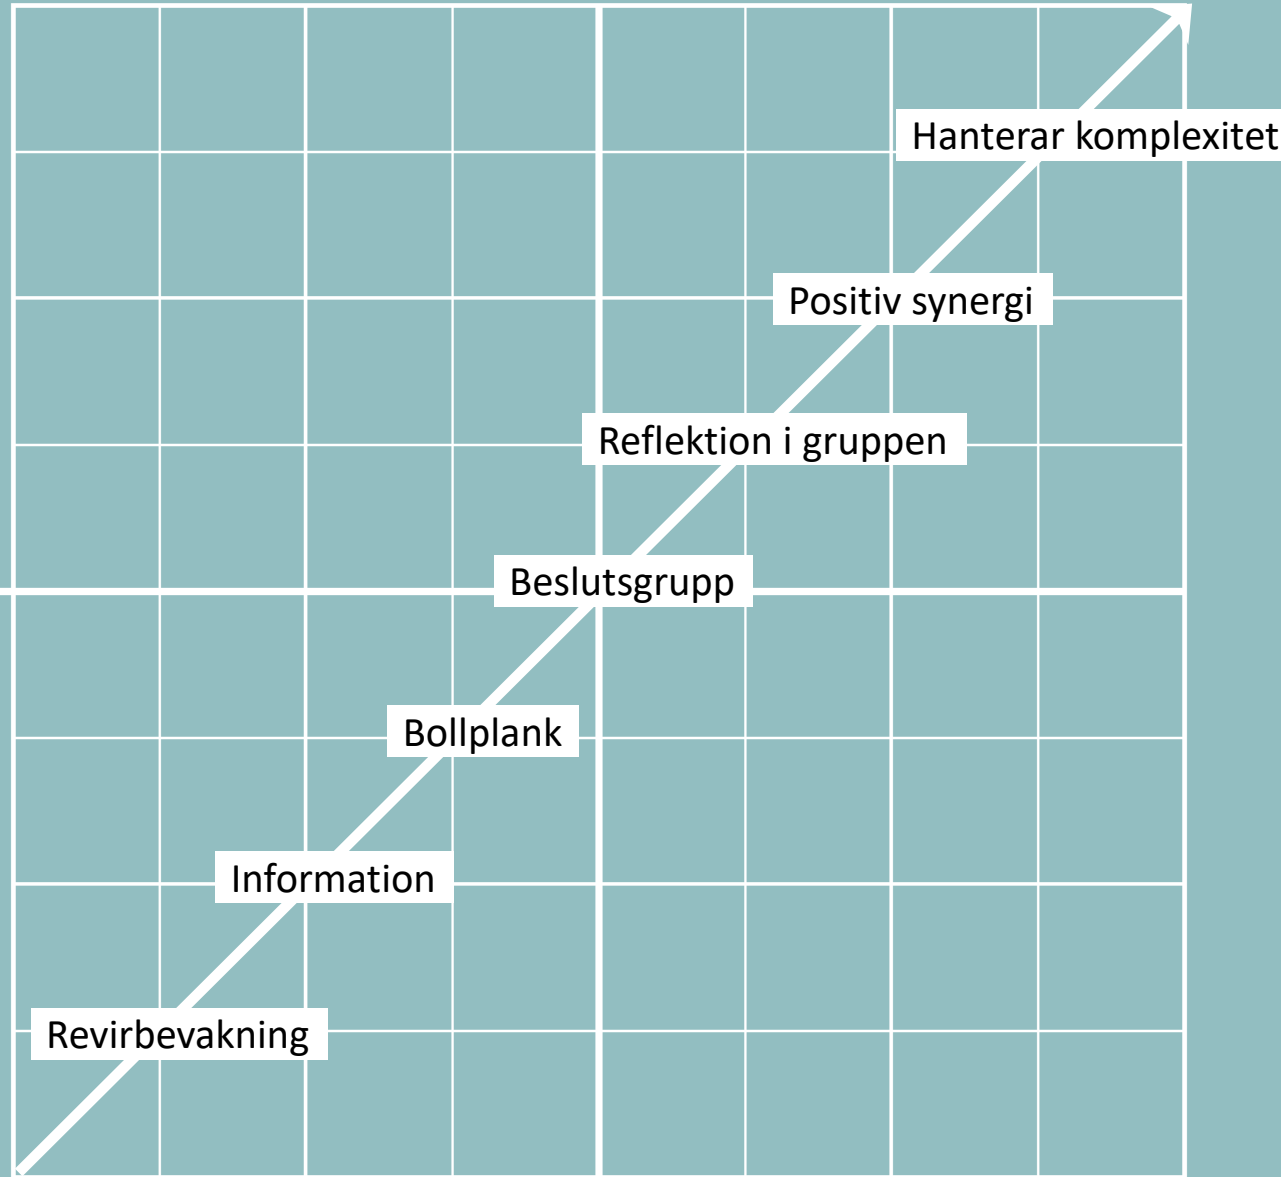 Hanterar komplexitet
Positiv synergi
Reflektion i gruppen
Beslutsgrupp
Bollplank
Information
Revirbevakning